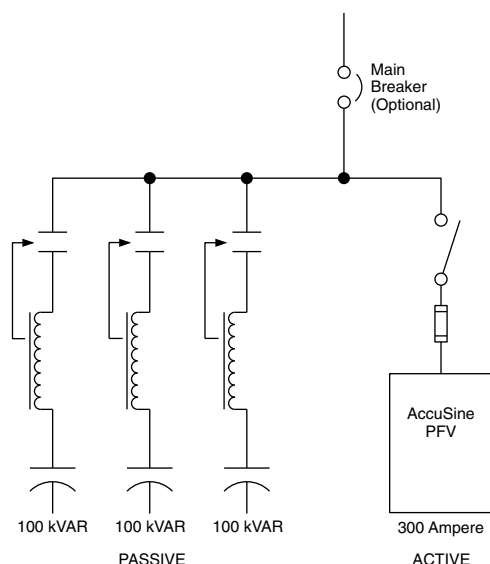 Main
Breaker
(Optional)
AccuSine
PFV
100 kVAR
100 kVAR
100 kVAR
300 Ampere
PASSIVE
ACTIVE